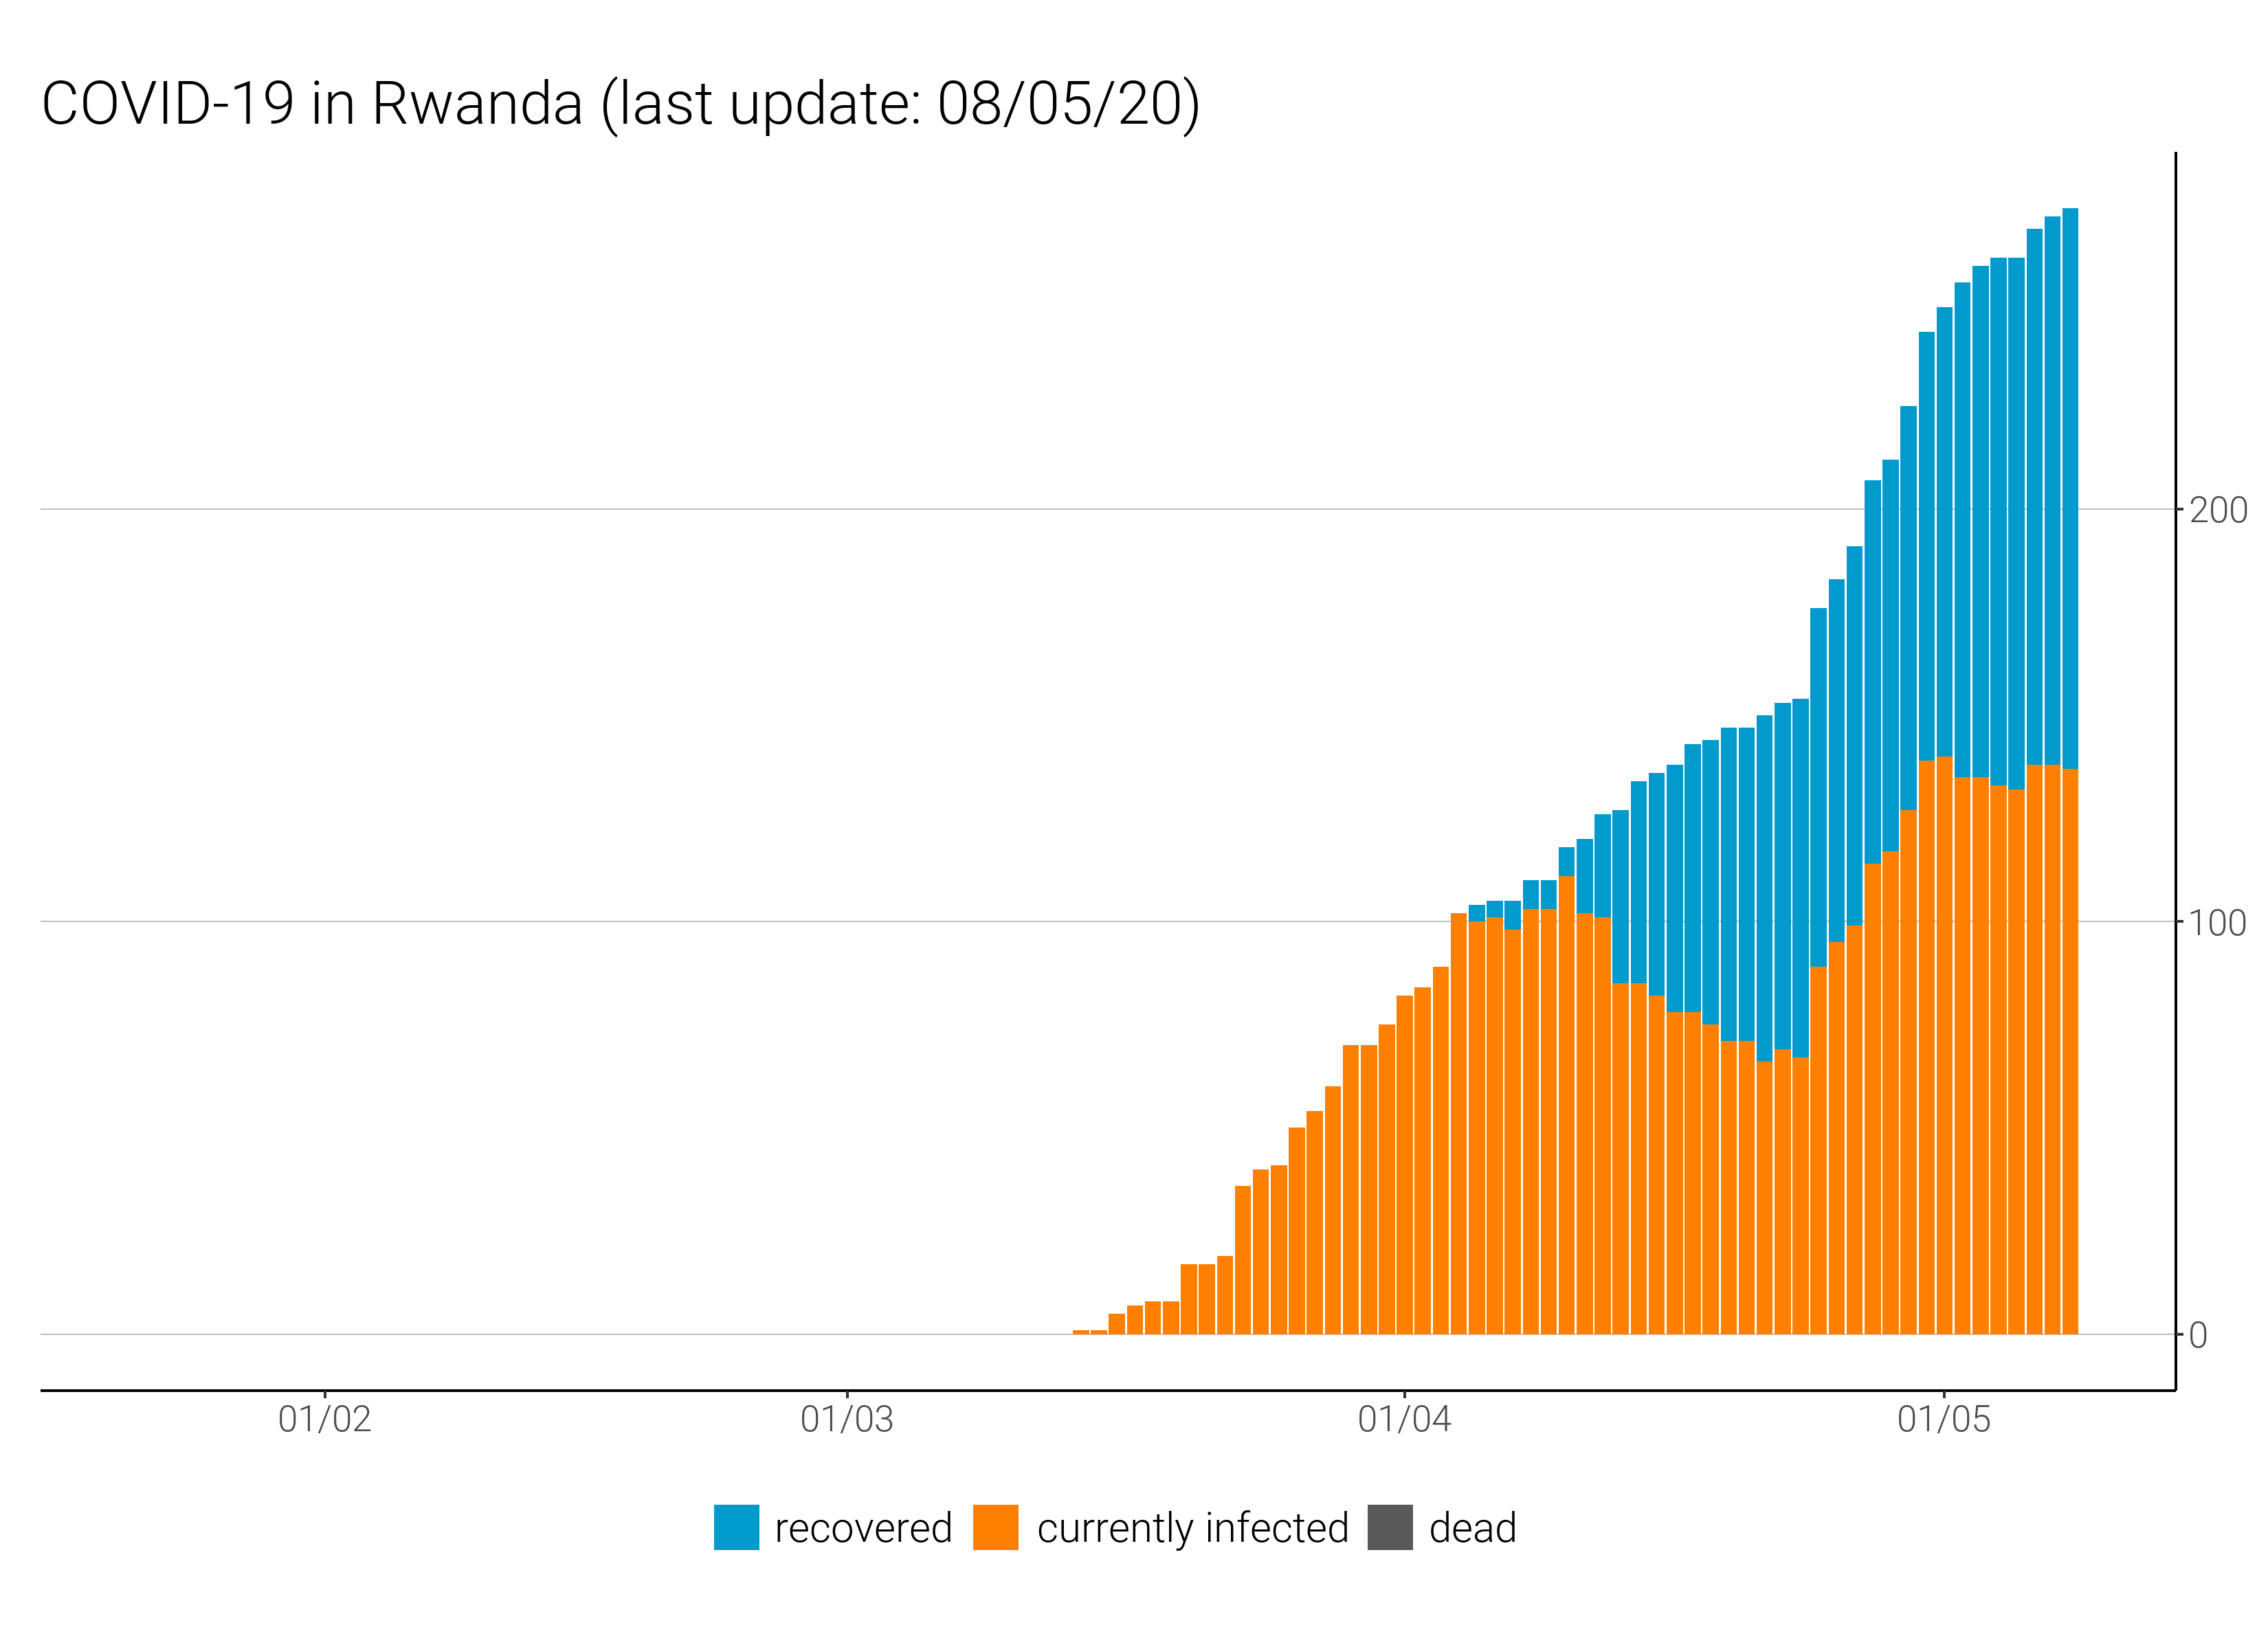 COVID-19 in Rwanda (last update: 08/05/20)
200
100
0
01/02 01/03 01/04 01/05
recovered currently infected dead